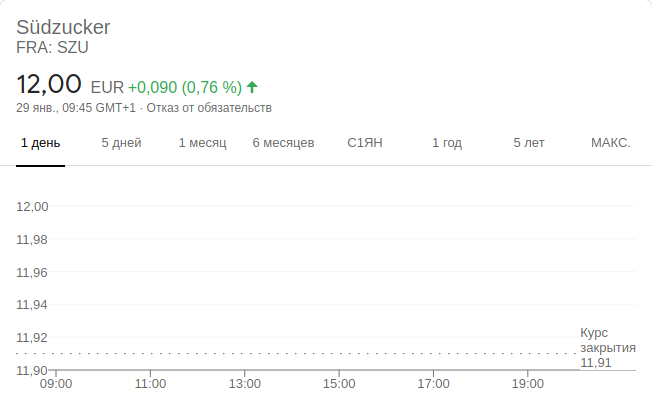 Südzucker
FRA: SZU
12,00 EUR +0,090 (0,76 %)
29 янв., 09:45 GMT+1 · Отказ от обязательств
1 день 5 дней 1 месяц 6 месяцев С1ЯН 1 год 5 лет МАКС.
12,00
11,98
11,96
11,94
11,92
Курс
закрытия
11,91
11,90
09:00 11:00 13:00 15:00 17:00 19:00